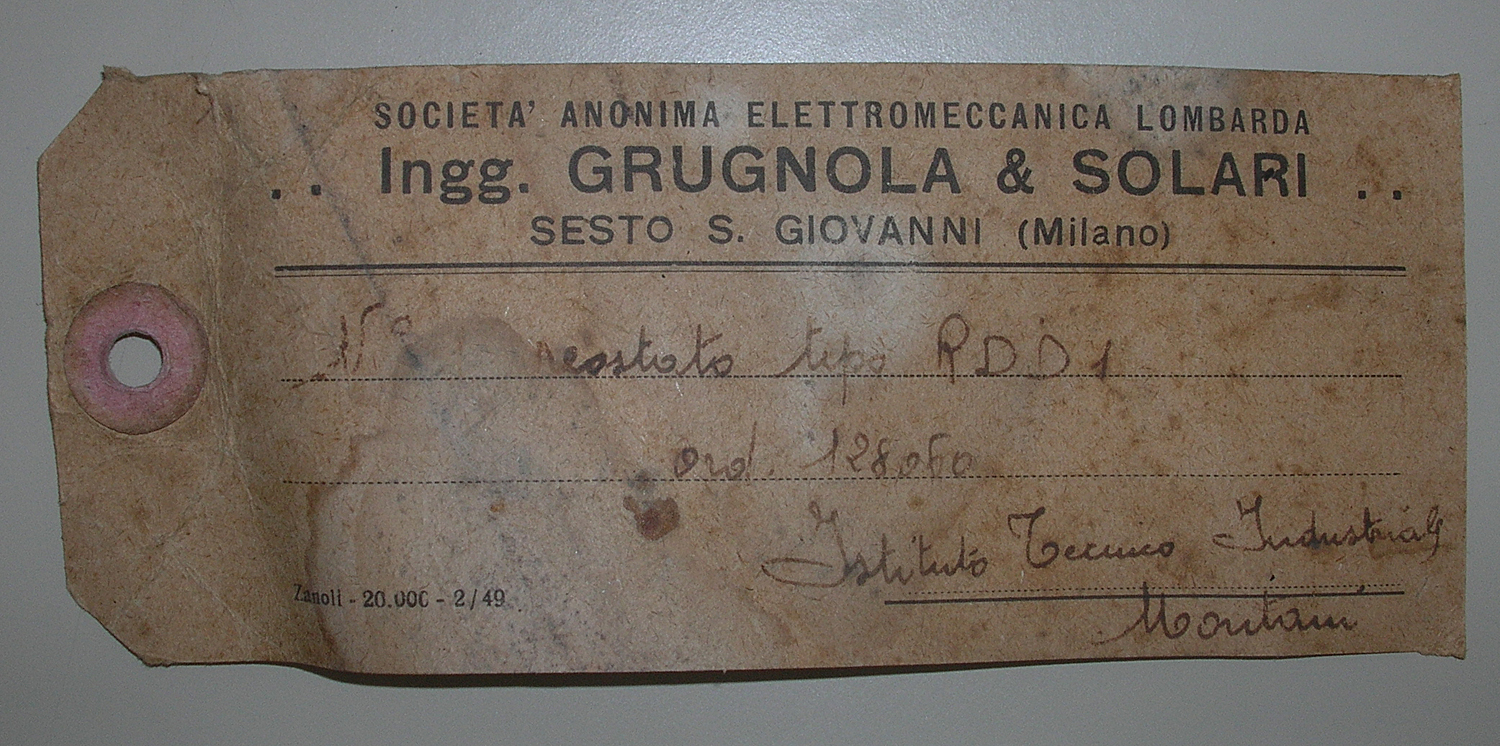 SOCIETA' ANONIMA ELETTROMECCANICA LOMBARDA
. . Ingg. GRUGNOLA & SOLARI . .
SESTO S. GIOVANNI (Milano)
N° eostato tipo RDD1
ord. 128060
Istituto Tecnico Industriale
Zanoli - 20.000 - 2/49
Montani